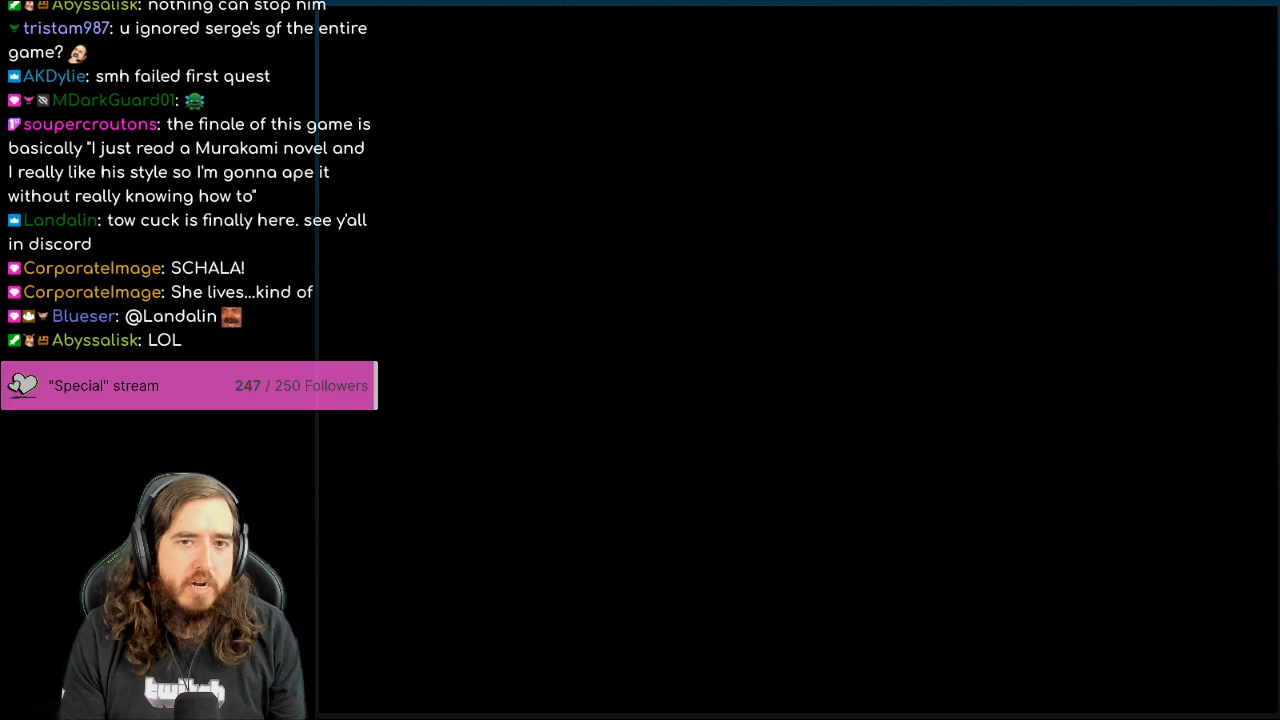 Abyssalisk: nothing can stop him
tristam987: u ignored serge's gf the entire
game?
AKDylie: smh failed first quest
MDarkGuard01:
soupercroutons: the finale of this game is
basically "I just read a Murakami novel and
I really like his style so I'm gonna ape it
without really knowing how to"
Landalin: tow cuck is finally here. see y'all
in discord
CorporateImage: SCHALA!
CorporateImage: She lives...kind of
Blueser: @Landalin
Abyssalisk: LOL
"Special" stream 247 / 250 Followers
twitch